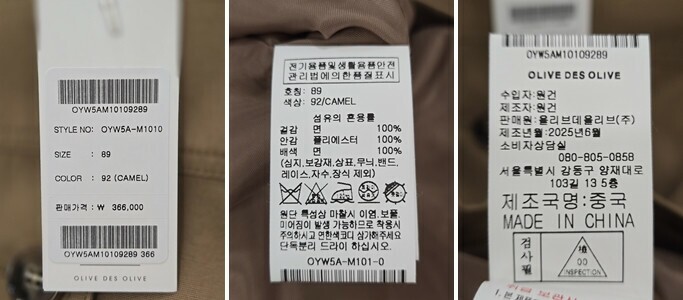 OYW5AM10109289
STYLE NO: OYW5A-M1010
SIZE : 89
COLOR : 92 (CAMEL)
판매가격 : ₩ 366,000
OYW5AM10109289 366
OLIVE DES OLIVE
전기용품및생활용품안전
관리법에의한품질표시
호칭: 89
색상: 92/CAMEL
섬유의 혼용률
겉감 면 100%
안감 폴리에스터 100%
배색 면 100%
(심지,보강재,상표,무늬,밴드,
레이스,자수,장식 제외)
원단 특성상 마찰시 이염,보풀,
미어짐이 발생 가능하므로 착용시
주의하시고 면한색코디 삼가해주세요
단독분리 드라이 하십시오.
OYW5A-M101-0
OYW5AM10109289
OLIVE DES OLIVE
수입자:원건
제조자:원건
판매원:올리브데올리브(주)
제조년월:2025년6월
소비자상담실
080-805-0858
서울특별시 강동구 양재대로
103길 13 5층
제조국명:중국
MADE IN CHINA
검사필
합
00
INSPECTION